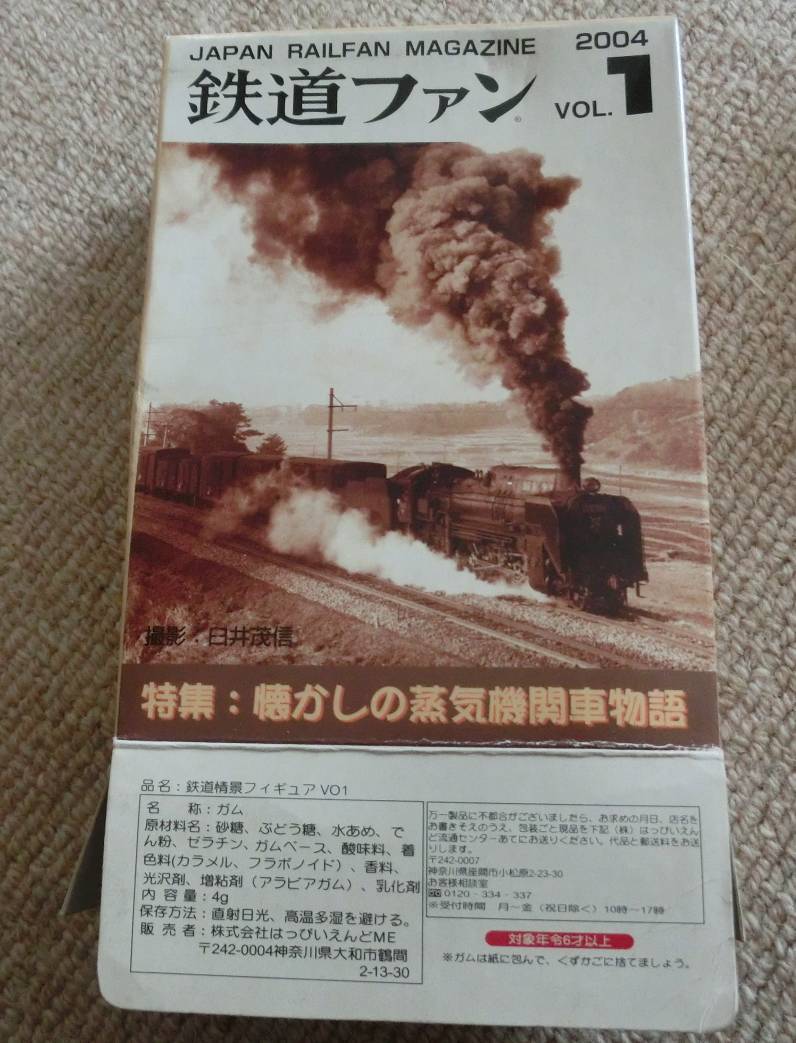 JAPAN RAILFAN MAGAZINE 2004
鉄道ファン® VOL.1
撮影:臼井茂信
特集:懐かしの蒸気機関車物語
品名:鉄道情景フィギュア VO1
名 称:ガム
原材料名:砂糖、ぶどう糖、水あめ、で
ん粉、ゼラチン、ガムベース、酸味料、着
色料(カラメル、フラボノイド)、香料、
光沢剤、増粘剤(アラビアガム)、乳化剤
内 容 量:4g
保存方法:直射日光、高温多湿を避ける。
販 売 者:株式会社はっぴいえんどME
〒242-0004神奈川県大和市鶴間
2-13-30
万一製品に不都合がございましたら、お求めの月日、店名を
お書きそえのうえ、包装ごと現品を下記(株)はっぴいえん
ど流通センターあてにお送りください。代品と郵送料をお送
りします。
〒242-0007
神奈川県座間市小松原2-23-30
お客様相談室
0120-334-337
※受付時間 月~金(祝日除く)10時~17時
対象年令6才以上
※ガムは紙に包んで、くずかごに捨てましょう。